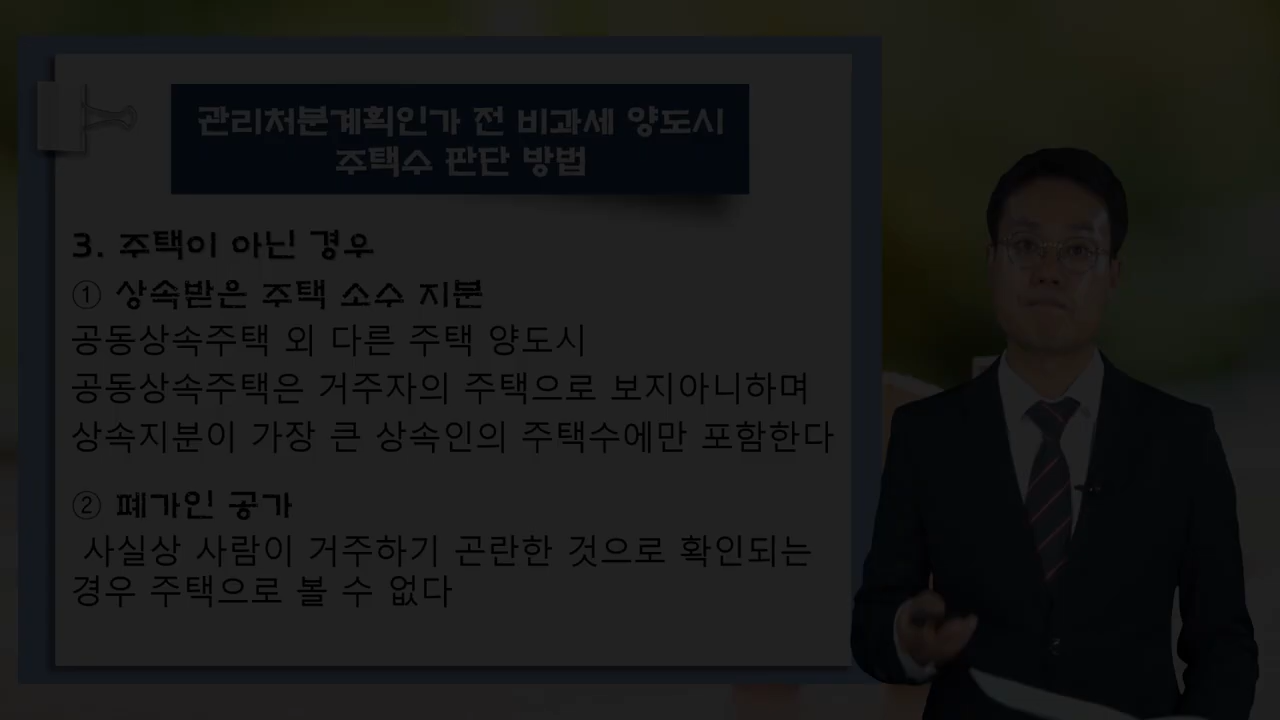 관리처분계획인가 전 비과세 양도시
주택수 판단 방법
3. 주택이 아닌 경우
① 상속받은 주택 소수 지분
공동상속주택 외 다른 주택 양도시
공동상속주택은 거주자의 주택으로 보지아니하며
상속지분이 가장 큰 상속인의 주택수에만 포함한다
② 폐가인 공가
사실상 사람이 거주하기 곤란한 것으로 확인되는
경우 주택으로 볼 수 없다